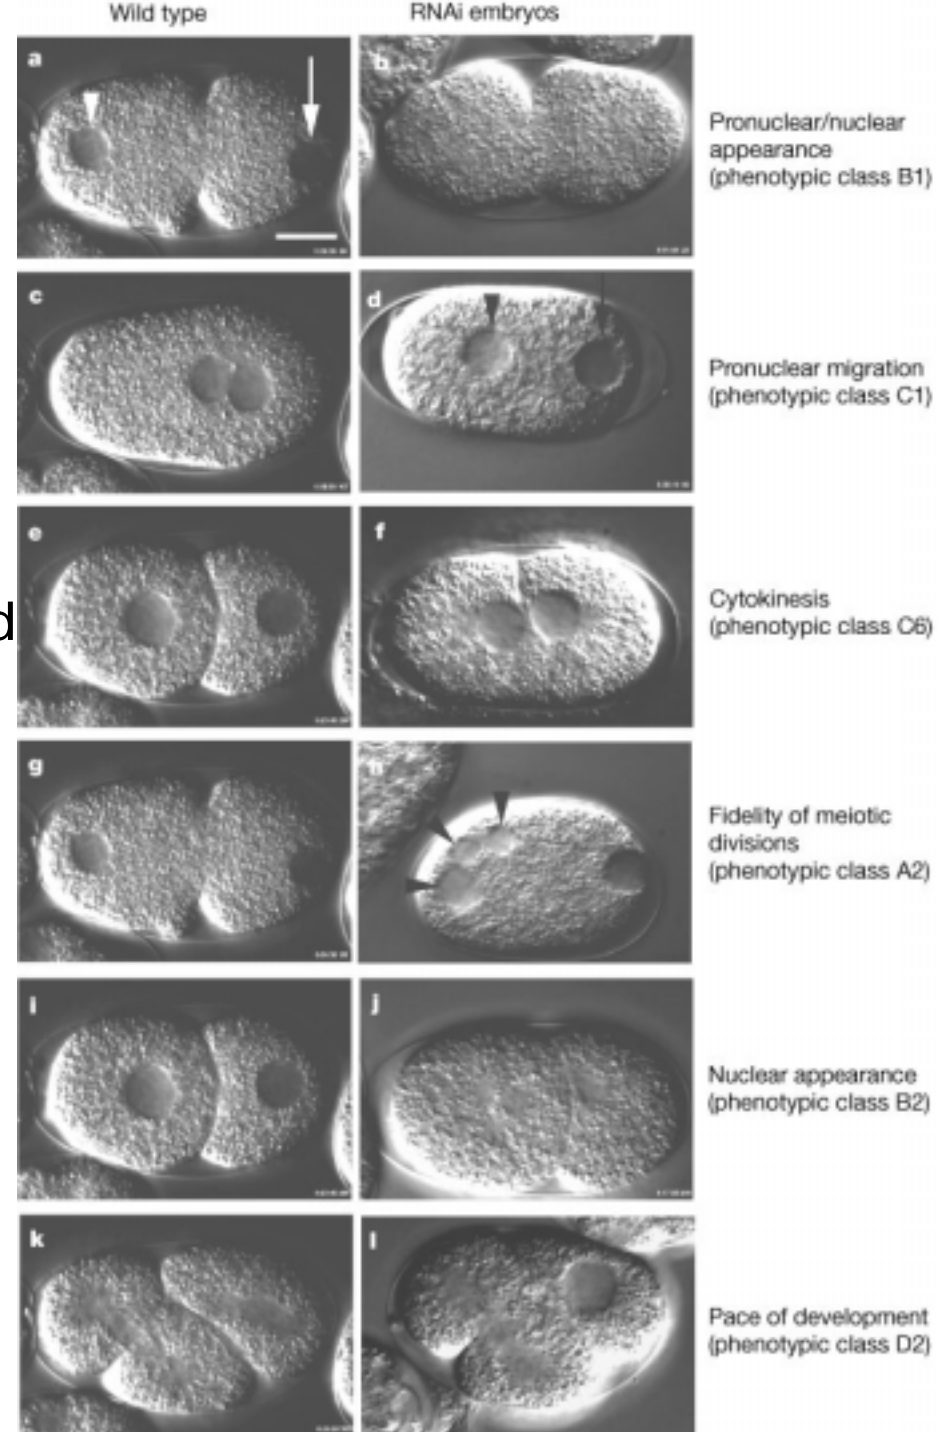 Wild type
RNAi embryos
a
b
Pronuclear/nuclear
appearance
(phenotypic class B1)
c
d
Pronuclear migration
(phenotypic class C1)
e
f
d
Cytokinesis
(phenotypic class C6)
g
h
Fidelity of meiotic
divisions
(phenotypic class A2)
i
j
Nuclear appearance
(phenotypic class B2)
k
l
Pace of development
(phenotypic class D2)